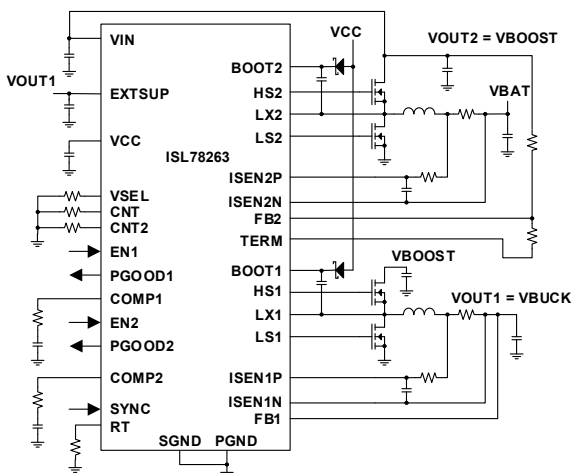 VCC
VIN
VOUT2 = VBOOST
BOOT2
VOUT1
EXTSUP
HS2
VBAT
LX2
VCC
LS2
ISL78263
ISEN2P
VSEL
ISEN2N
CNT
FB2
CNT2
TERM
EN1
VBOOST
BOOT1
PGOOD1
HS1
COMP1
VOUT1 = VBUCK
LX1
EN2
LS1
PGOOD2
COMP2
ISEN1P
ISEN1N
SYNC
FB1
RT
SGND PGND